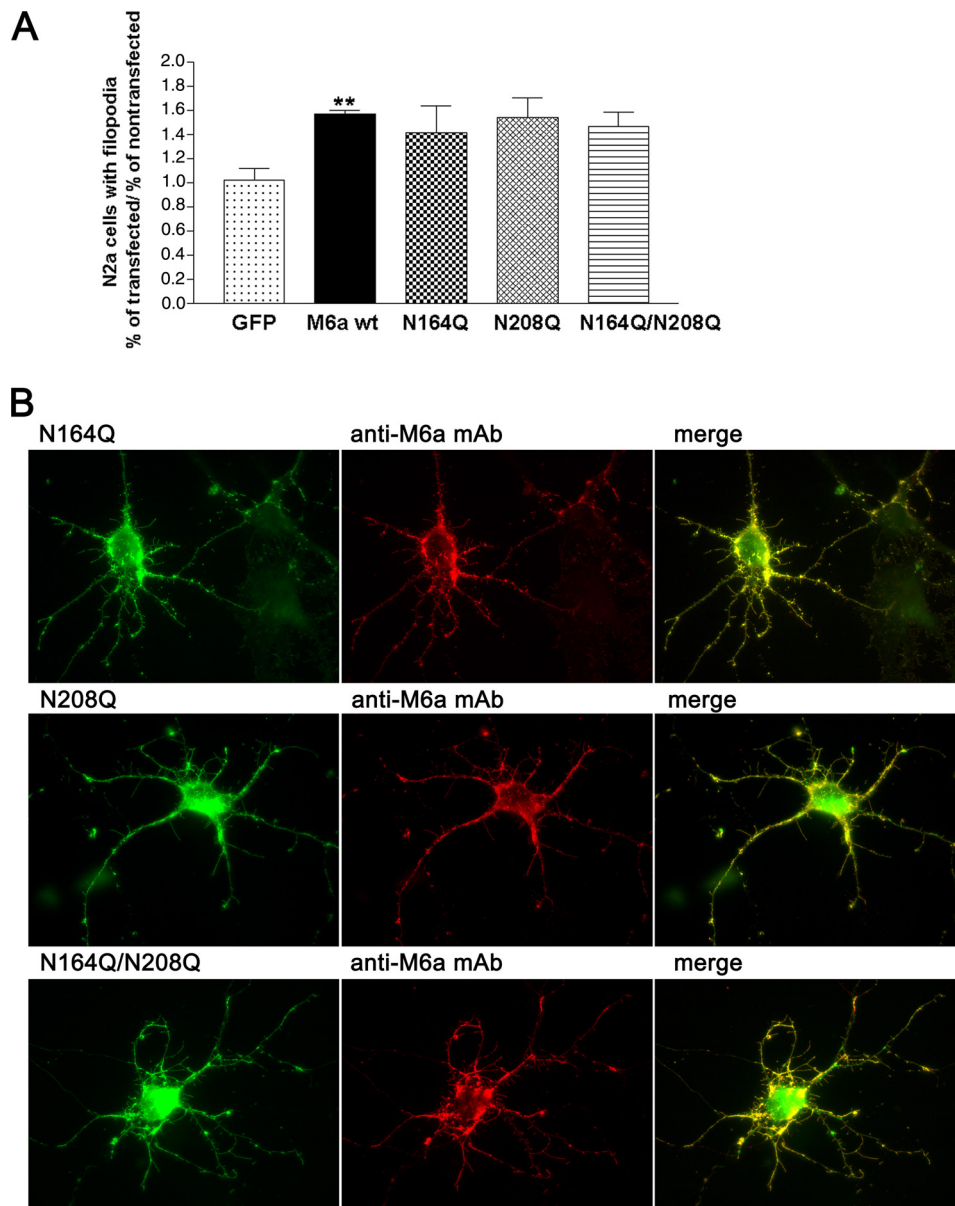 A
N2a cells with filopodia
% of transfected/ % of nontransfected
2.0
1.8
1.6
1.4
1.2
1.0
0.8
0.6
0.4
0.2
0.0
**
GFP M6a wt N164Q N208Q N164Q/N208Q
B
N164Q anti-M6a mAb merge
N208Q anti-M6a mAb merge
N164Q/N208Q anti-M6a mAb merge